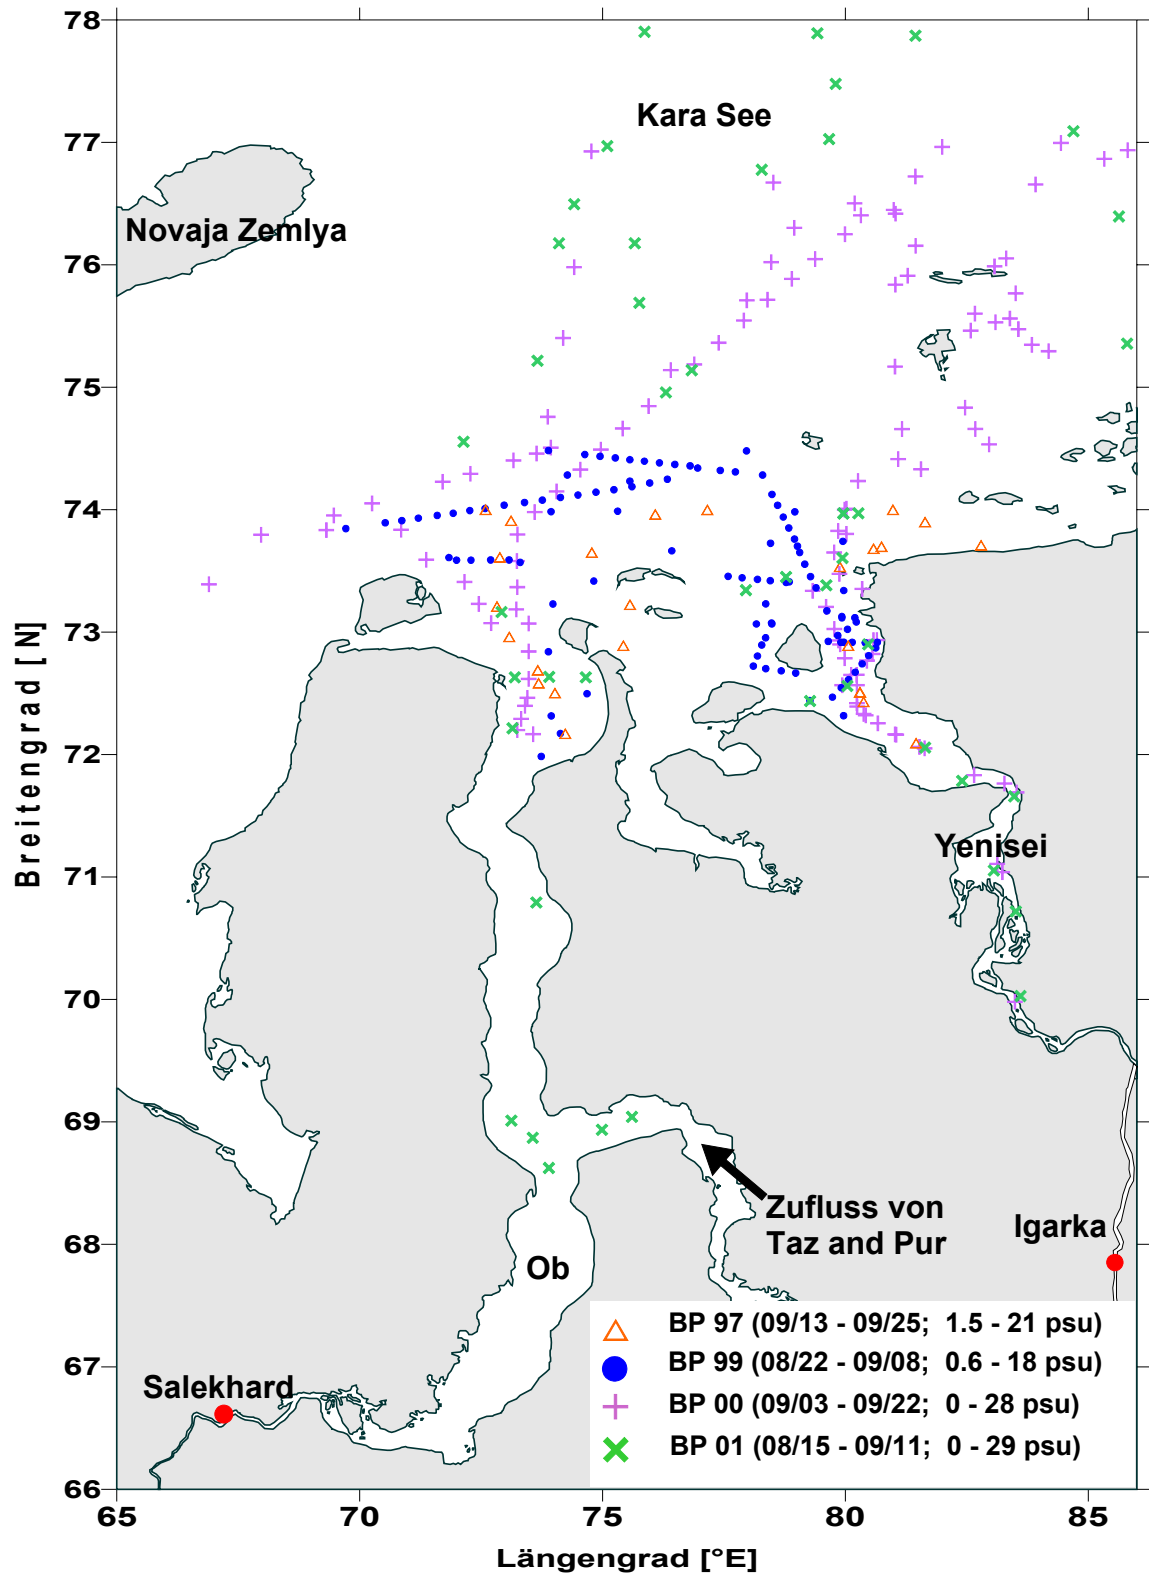 78
77
76
75
74
73
72
71
70
69
68
67
66
Breitengrad [N]
Kara See
Novaja Zemlya
Yenisei
Zufluss von
Taz and Pur
Igarka
Ob
Salekhard
BP 97 (09/13 - 09/25; 1.5 - 21 psu)
BP 99 (08/22 - 09/08; 0.6 - 18 psu)
BP 00 (09/03 - 09/22; 0 - 28 psu)
BP 01 (08/15 - 09/11; 0 - 29 psu)
65 70 75 80 85
Längengrad [°E]